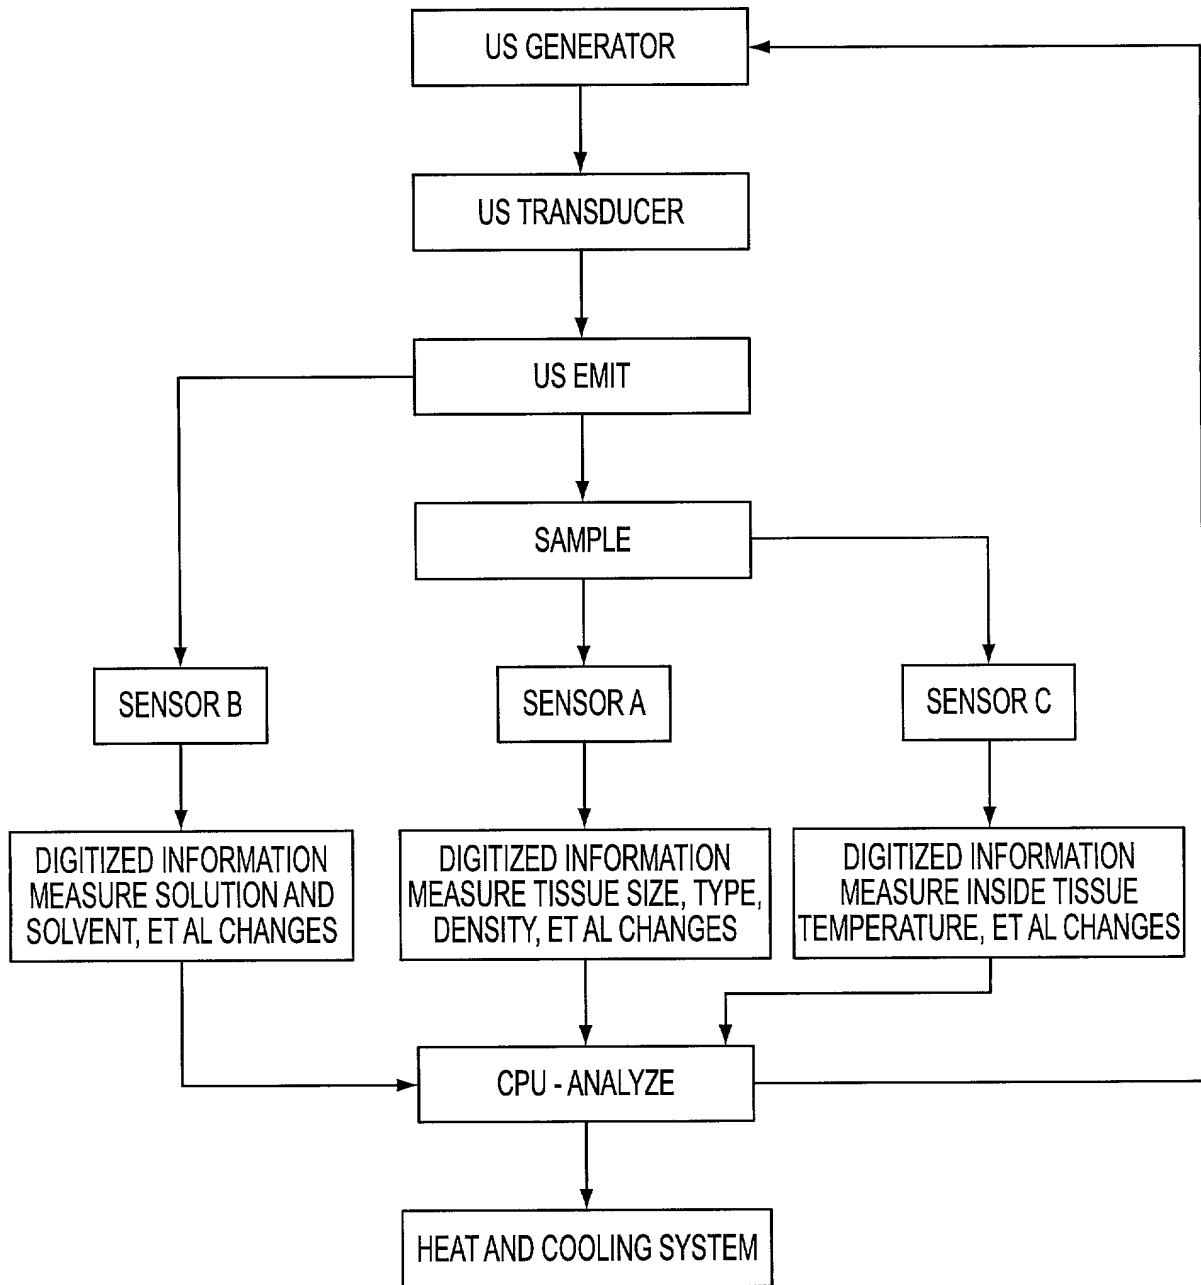 US GENERATOR
US TRANSDUCER
US EMIT
SAMPLE
SENSOR B
SENSOR A
SENSOR C
DIGITIZED INFORMATION
MEASURE SOLUTION AND
SOLVENT, ET AL CHANGES
DIGITIZED INFORMATION
MEASURE TISSUE SIZE, TYPE,
DENSITY, ET AL CHANGES
DIGITIZED INFORMATION
MEASURE INSIDE TISSUE
TEMPERATURE, ET AL CHANGES
CPU - ANALYZE
HEAT AND COOLING SYSTEM